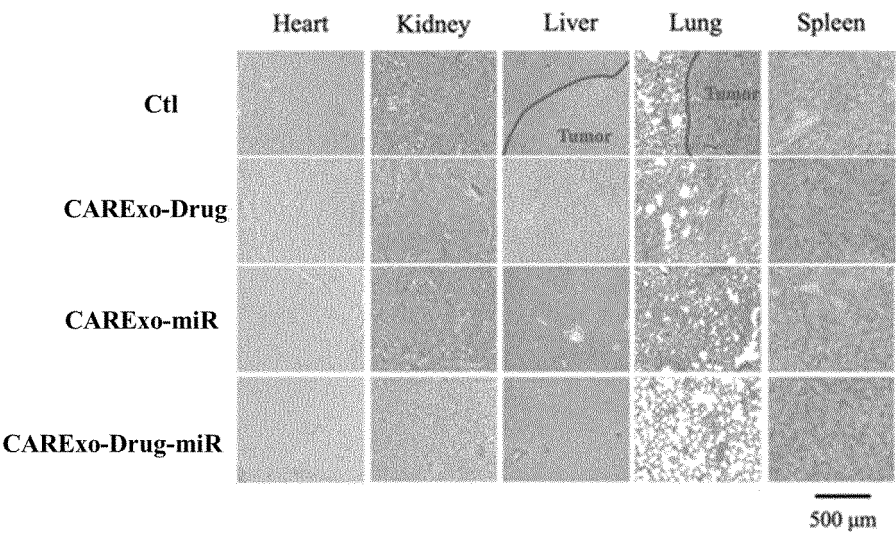 Heart Kidney Liver Lung Spleen
Ctl
Tumor
Tumor
CARExo-Drug
CARExo-miR
CARExo-Drug-miR
500 µm